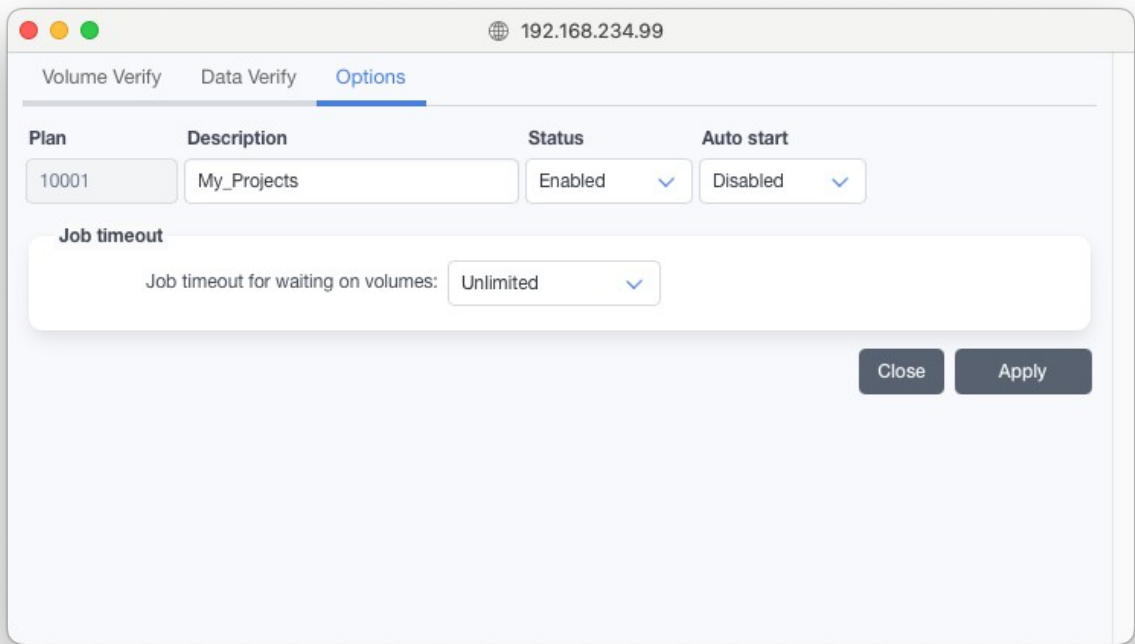 192.168.234.99
Volume Verify Data Verify Options
Plan Description Status Auto start
10001 My_Projects Enabled Disabled
Job timeout
Job timeout for waiting on volumes: Unlimited
Close Apply